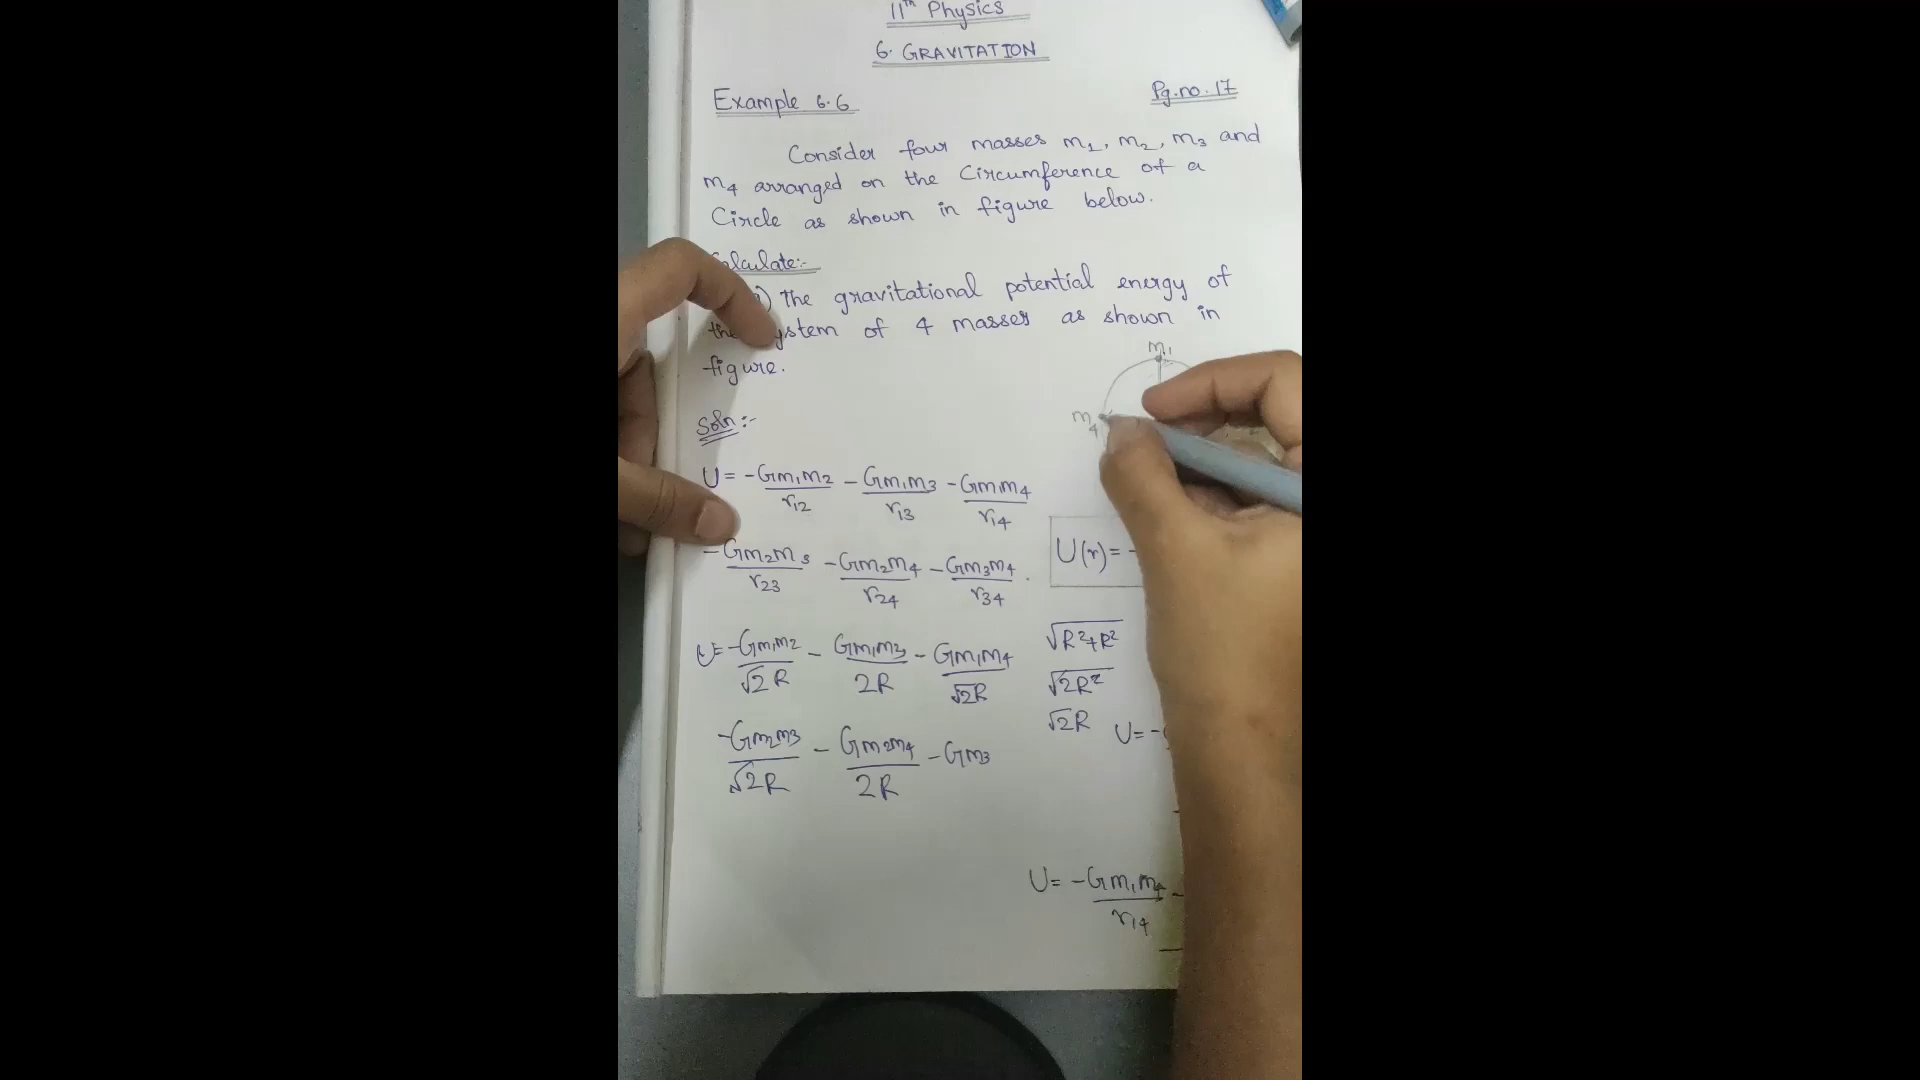 11th Physics
6. GRAVITATION
Example 6.6
Pg.no.17
Consider four masses m1, m2, m3 and
m4 arranged on the Circumference of a
Circle as shown in figure below.
Calculate:-
) The gravitational potential energy of
the system of 4 masses as shown in
figure.
m1
m4
Soln:-
U = -Gm1m2/r12 - Gm1m3/r13 - Gm1m4/r14
-Gm2m3/r23 - Gm2m4/r24 - Gm3m4/r34.
U(r) = -
U = -Gm1m2/√2R - Gm1m3/2R - Gm1m4/√2R
√R²+R²
√2R²
√2R
U = -
-Gm2m3/√2R - Gm2m4/2R - Gm3
U = -Gm1m4/r14 -